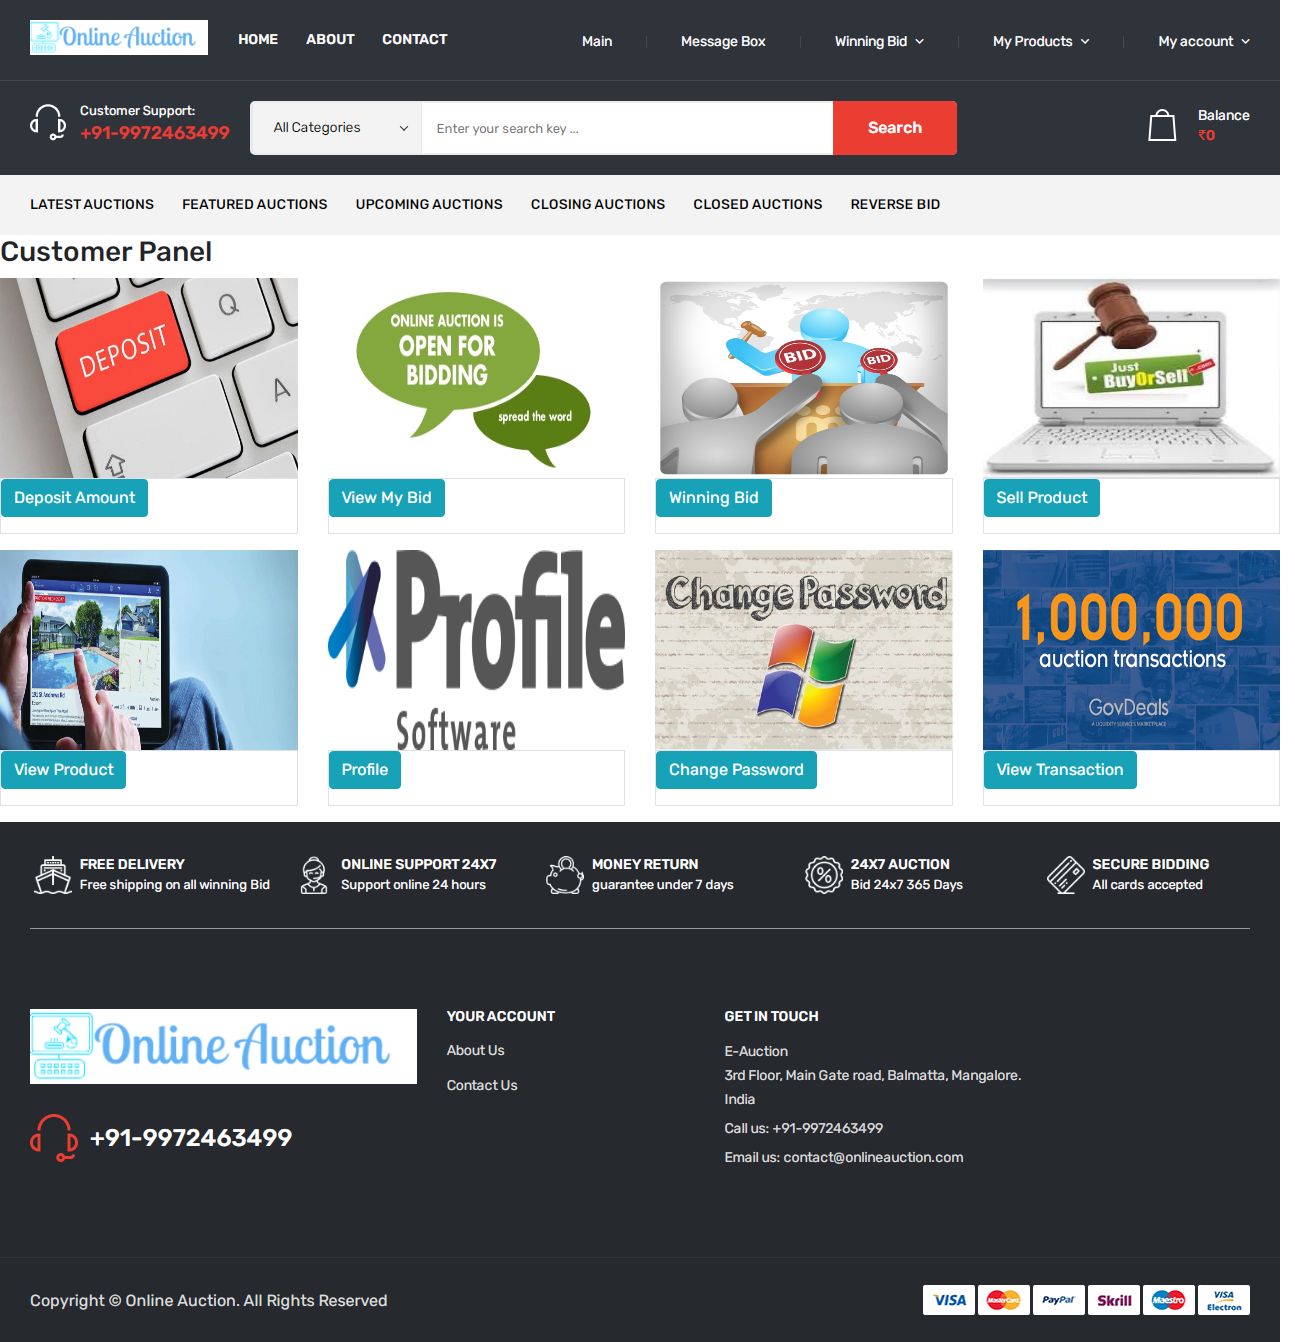 Online Auction
HOME
ABOUT
CONTACT
Main
Message Box
Winning Bid
My Products
My account
Customer Support:
+91-9972463499
All Categories
Enter your search key ...
Search
Balance
₹0
LATEST AUCTIONS
FEATURED AUCTIONS
UPCOMING AUCTIONS
CLOSING AUCTIONS
CLOSED AUCTIONS
REVERSE BID
Customer Panel
Q
DEPOSIT
A
ONLINE AUCTION IS
OPEN FOR
BIDDING
spread the word
BID
BID
Just
BuyOrSell
.com
Deposit Amount
View My Bid
Winning Bid
Sell Product
Profile
Software
Change Password
1,000,000
auction transactions
GovDeals
A LIQUIDITY SERVICES MARKETPLACE
View Product
Profile
Change Password
View Transaction
FREE DELIVERY
Free shipping on all winning Bid
ONLINE SUPPORT 24X7
Support online 24 hours
MONEY RETURN
guarantee under 7 days
24X7 AUCTION
Bid 24x7 365 Days
SECURE BIDDING
All cards accepted
Online Auction
+91-9972463499
YOUR ACCOUNT
About Us
Contact Us
GET IN TOUCH
E-Auction
3rd Floor, Main Gate road, Balmatta, Mangalore.
India
Call us: +91-9972463499
Email us: contact@onlineauction.com
Copyright © Online Auction. All Rights Reserved
VISA
MasterCard
PayPal
Skrill
Maestro
VISA
Electron